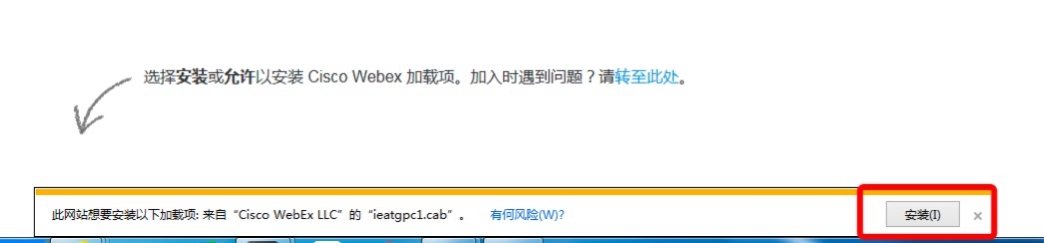 选择安装或允许以安装 Cisco Webex 加载项。加入时遇到问题？请转至此处。
此网站想要安装以下加载项: 来自“Cisco WebEx LLC”的“ieatgpc1.cab”。 有何风险(W)? 安装(I) ×